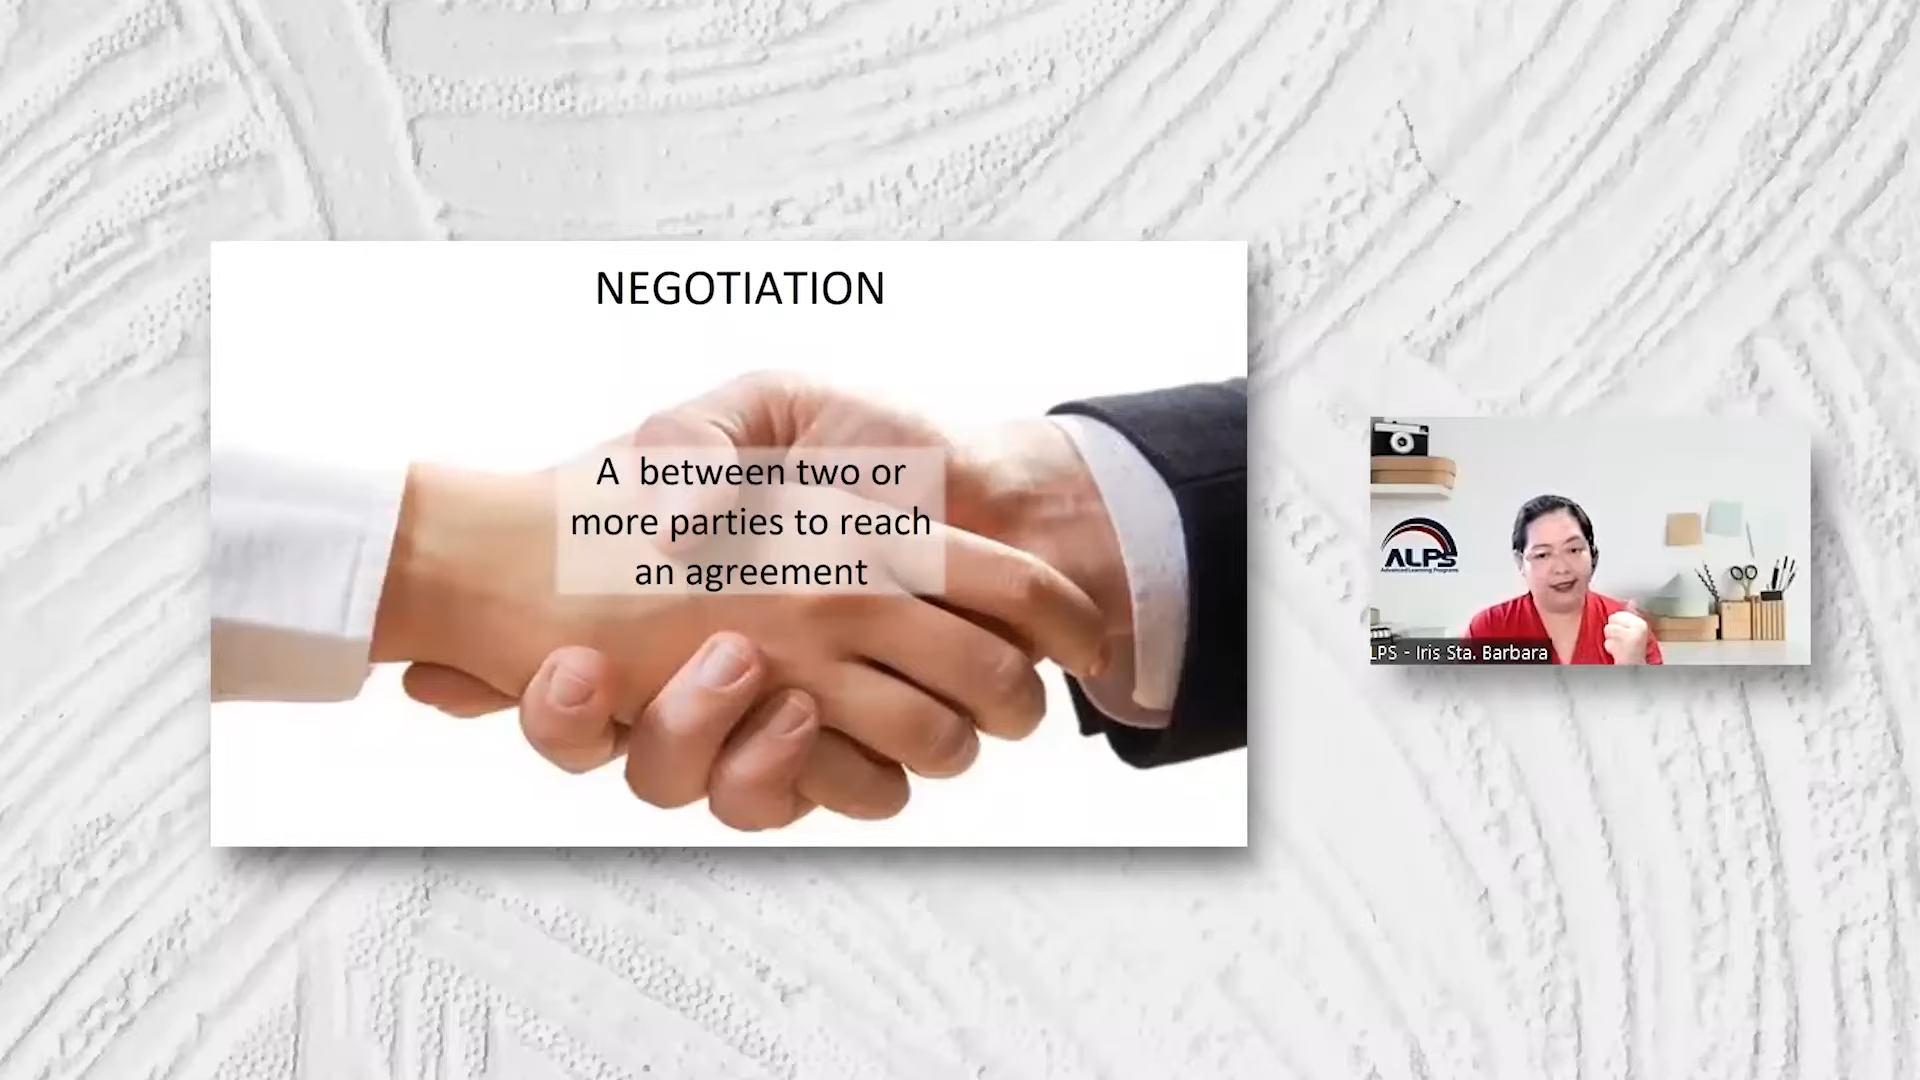 NEGOTIATION
A  between two or
more parties to reach
an agreement
ALPS
Advanced Learning Programs
LPS - Iris Sta. Barbara